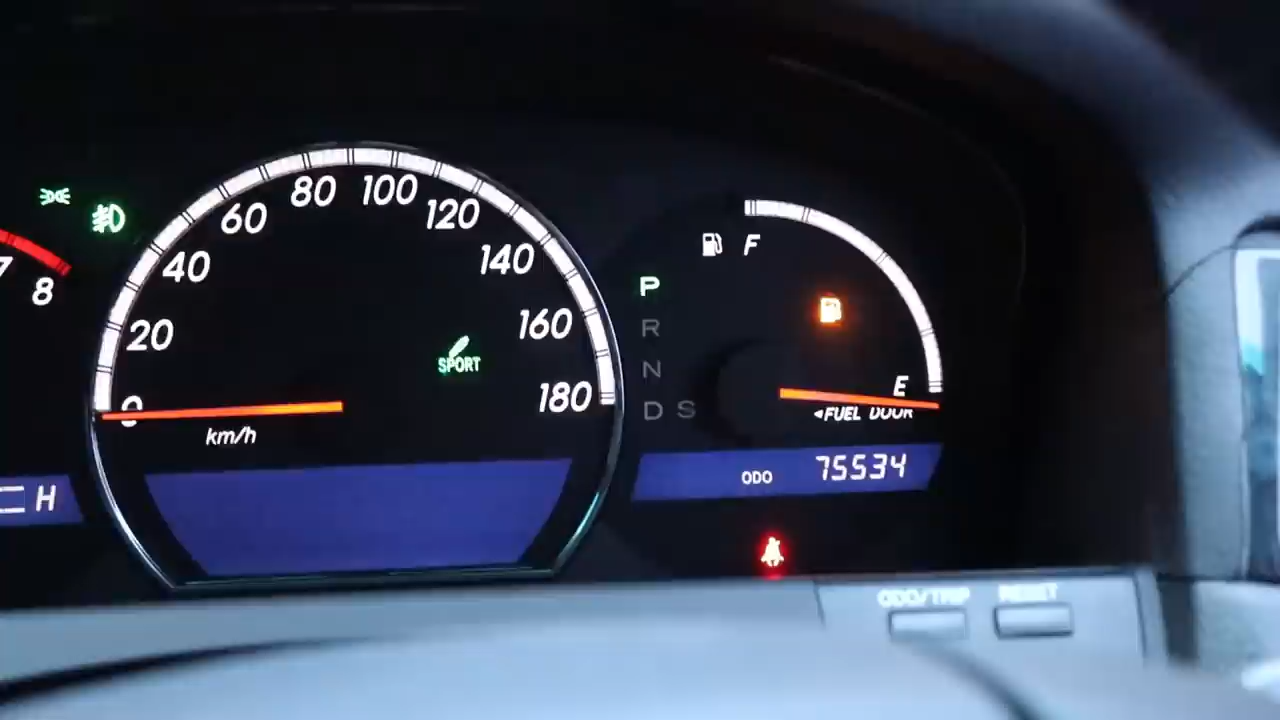 7
8
0
20
40
60
80
100
120
140
160
180
km/h
SPORT
P
R
N
D S
F
E
◄FUEL DOOR
H
ODO 75534
ODO/TRIP RESET